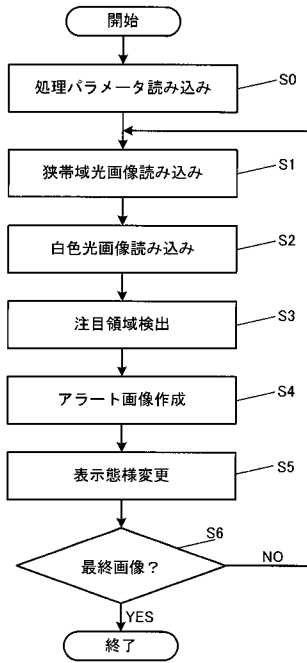 開始
処理パラメータ読み込み
S0
狭帯域光画像読み込み
S1
白色光画像読み込み
S2
注目領域検出
S3
アラート画像作成
S4
表示態様変更
S5
S6
最終画像?
NO
YES
終了